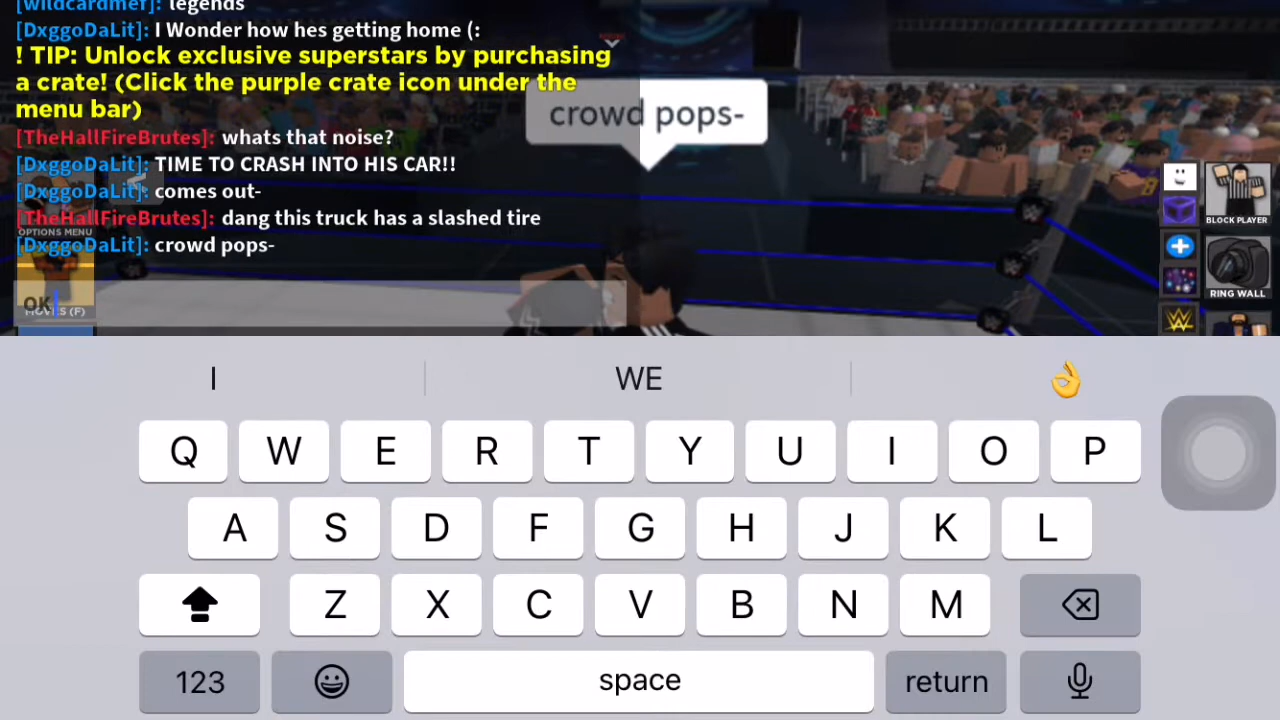 [wildcardmef]: legends
[DxggoDaLit]: I Wonder how hes getting home (:
! TIP: Unlock exclusive superstars by purchasing
a crate! (Click the purple crate icon under the
menu bar)
[TheHallFireBrutes]: whats that noise?
[DxggoDaLit]: TIME TO CRASH INTO HIS CAR!!
[DxggoDaLit]: comes out-
[TheHallFireBrutes]: dang this truck has a slashed tire
[DxggoDaLit]: crowd pops-
crowd pops-
OPTIONS MENU
OK
MOVES (F)
BLOCK PLAYER
RING WALL
I WE 👌
Q W E R T Y U I O P
A S D F G H J K L
Z X C V B N M
123 space return